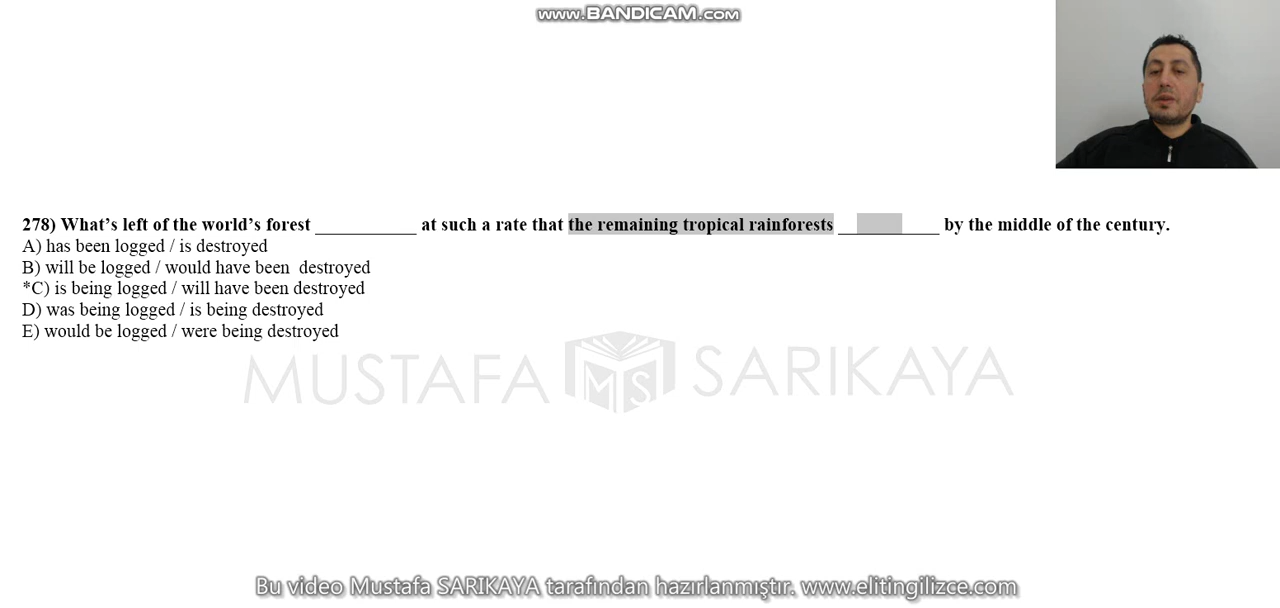 www.BANDICAM.com
278) What’s left of the world’s forest ___________ at such a rate that the remaining tropical rainforests ___________ by the middle of the century.
A) has been logged / is destroyed
B) will be logged / would have been  destroyed
*C) is being logged / will have been destroyed
D) was being logged / is being destroyed
E) would be logged / were being destroyed
MUSTAFA MS SARIKAYA
Bu video Mustafa SARIKAYA tarafından hazırlanmıştır. www.elitingilizce.com